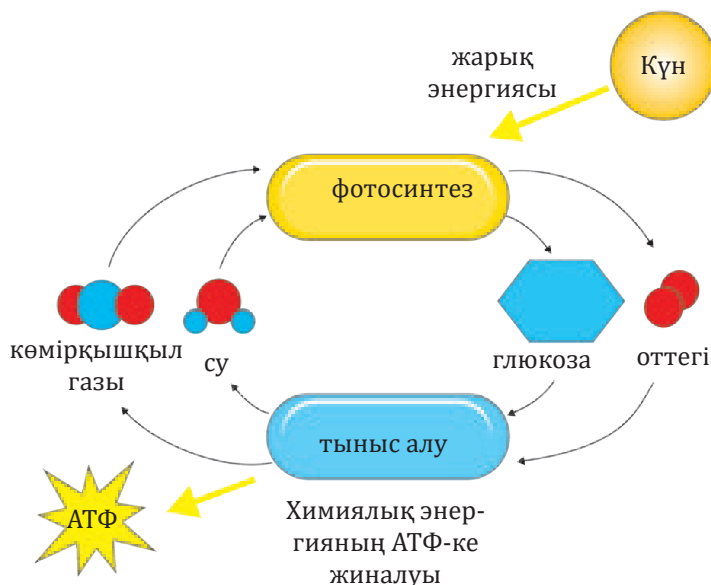 Күн
жарық
энергиясы
фотосинтез
көмірқышқыл
газы
су
глюкоза
оттегі
тыныс алу
АТФ
Химиялық энер-
гияның АТФ-ке
жиналуы